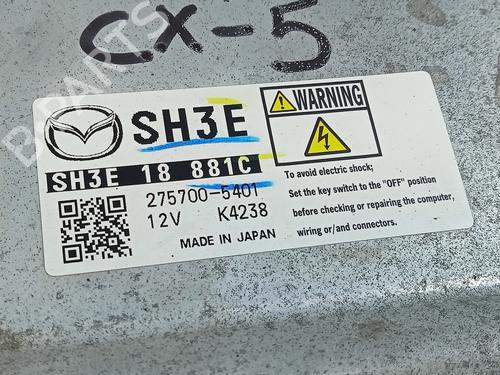 CX-5
SH3E
SH3E 18 881C
275700-5401
12V K4238
MADE IN JAPAN
WARNING
To avoid electric shock;
Set the key switch to the "OFF" position
before checking or repairing the computer,
wiring or/and connectors.
B-PARTS